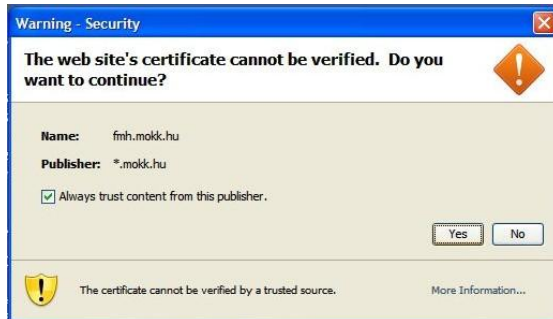 Warning - Security
The web site's certificate cannot be verified. Do you
want to continue?
Name: fmh.mokk.hu
Publisher: *.mokk.hu
Always trust content from this publisher.
Yes No
The certificate cannot be verified by a trusted source. More Information...